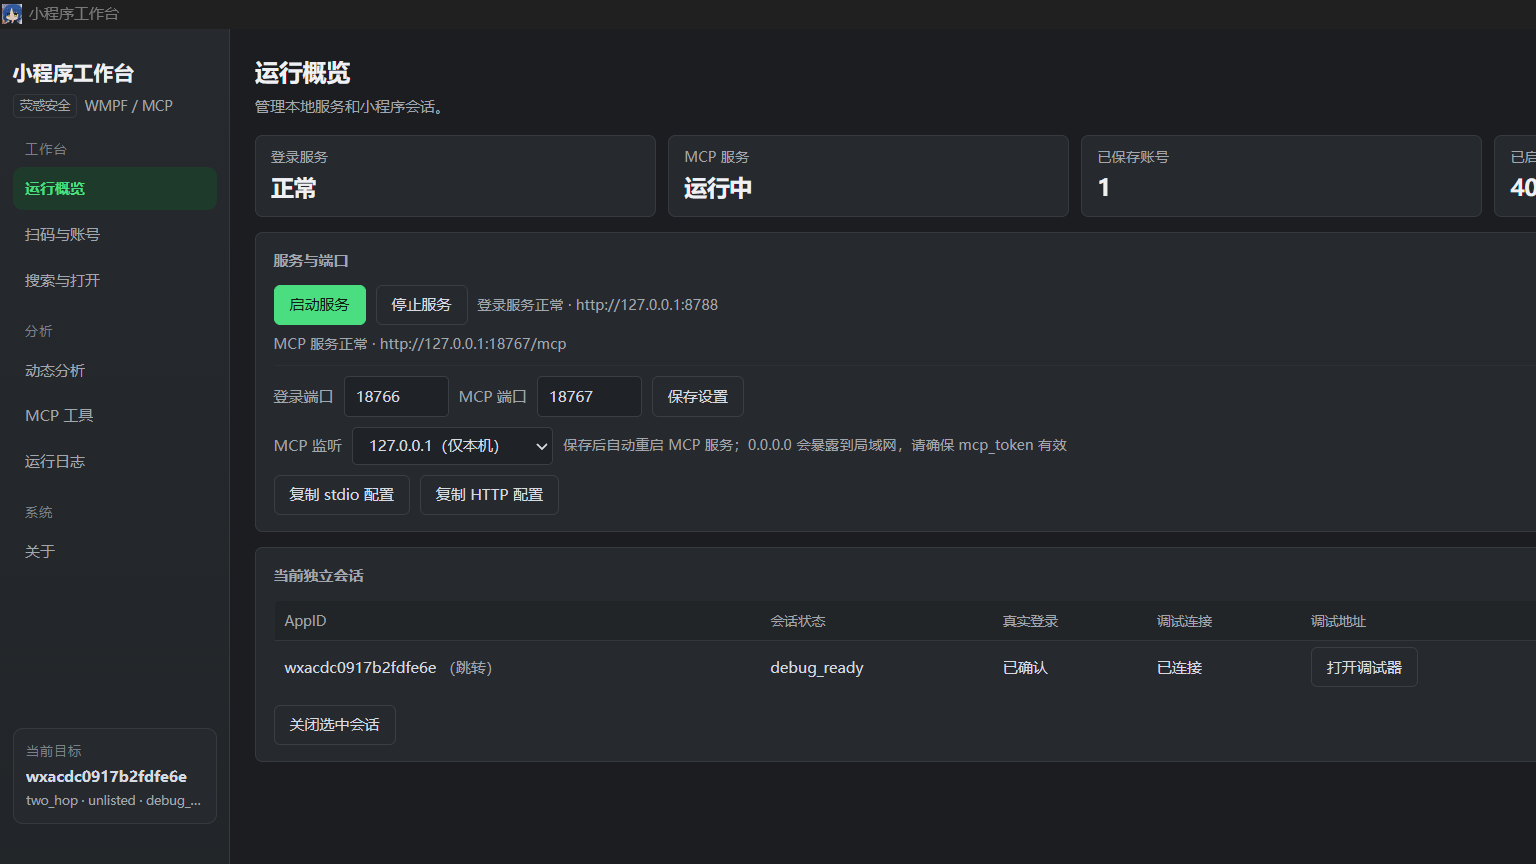 小程序工作台
小程序工作台
荧惑安全 WMPF / MCP
工作台
运行概览
扫码与账号
搜索与打开
分析
动态分析
MCP 工具
运行日志
系统
关于
当前目标
wxacdc0917b2fdfe6e
two_hop · unlisted · debug_...
运行概览
管理本地服务和小程序会话。
登录服务
正常
MCP 服务
运行中
已保存账号
1
已启
40
服务与端口
启动服务 停止服务 登录服务正常 · http://127.0.0.1:8788
MCP 服务正常 · http://127.0.0.1:18767/mcp
登录端口 18766 MCP 端口 18767 保存设置
MCP 监听 127.0.0.1（仅本机） 保存后自动重启 MCP 服务；0.0.0.0 会暴露到局域网，请确保 mcp_token 有效
复制 stdio 配置 复制 HTTP 配置
当前独立会话
AppID 会话状态 真实登录 调试连接 调试地址
wxacdc0917b2fdfe6e （跳转） debug_ready 已确认 已连接 打开调试器
关闭选中会话